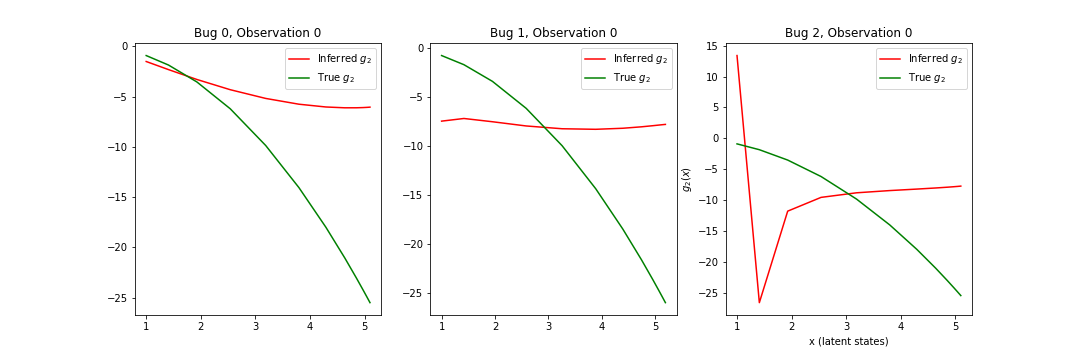 Bug 0, Observation 0
Inferred g₂
True g₂
0
−5
−10
−15
−20
−25
1 2 3 4 5
Bug 1, Observation 0
Inferred g₂
True g₂
0
−5
−10
−15
−20
−25
1 2 3 4 5
Bug 2, Observation 0
Inferred g₂
True g₂
g₂(x)
15
10
5
0
−5
−10
−15
−20
−25
1 2 3 4 5
x (latent states)